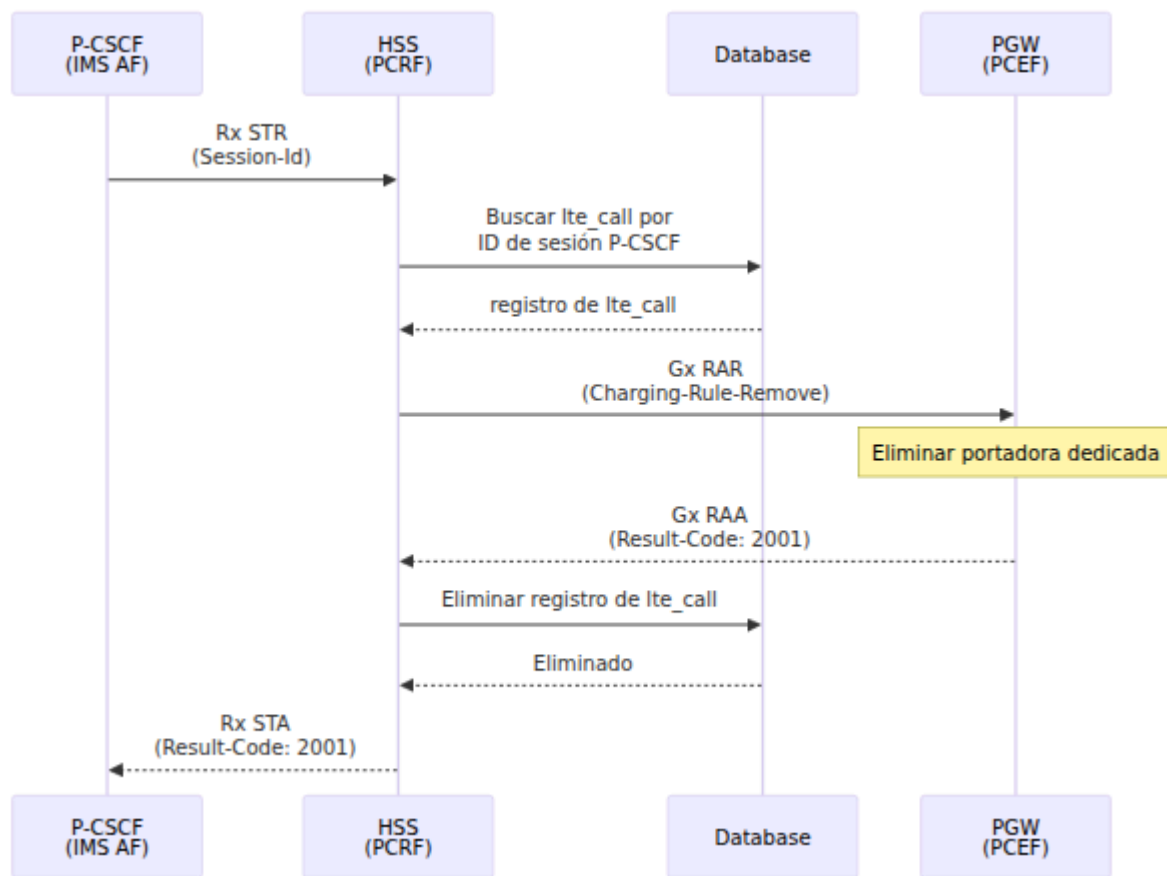 P-CSCF
(IMS AF)
HSS
(PCRF)
Database
PGW
(PCEF)
Rx STR
(Session-Id)
Buscar lte_call por
ID de sesión P-CSCF
registro de lte_call
Gx RAR
(Charging-Rule-Remove)
Eliminar portadora dedicada
Gx RAA
(Result-Code: 2001)
Eliminar registro de lte_call
Eliminado
Rx STA
(Result-Code: 2001)
P-CSCF
(IMS AF)
HSS
(PCRF)
Database
PGW
(PCEF)